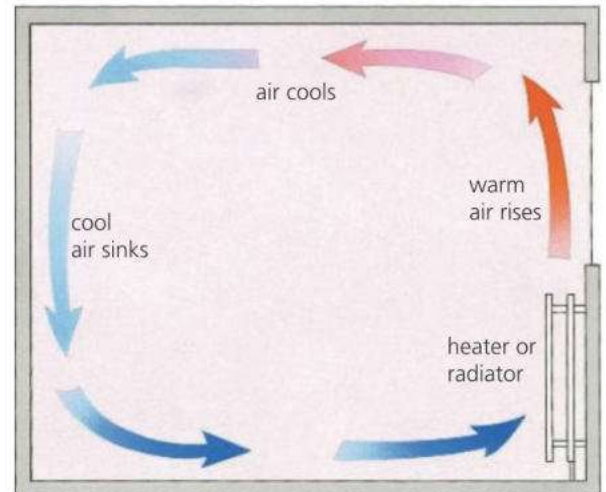 air cools
warm
air rises
cool
air sinks
heater or
radiator